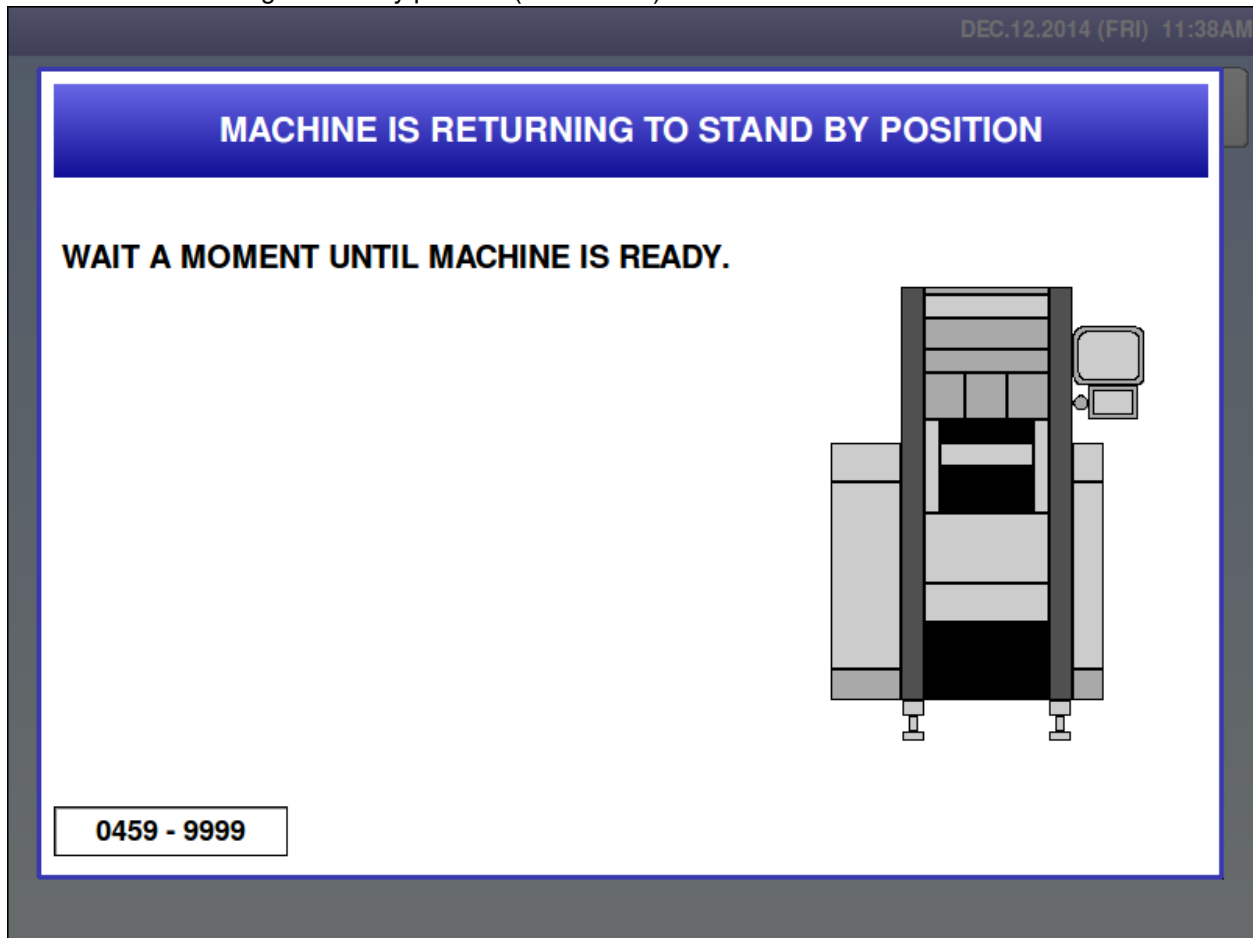 DEC.12.2014 (FRI) 11:38AM
MACHINE IS RETURNING TO STAND BY POSITION
WAIT A MOMENT UNTIL MACHINE IS READY.
0459 - 9999